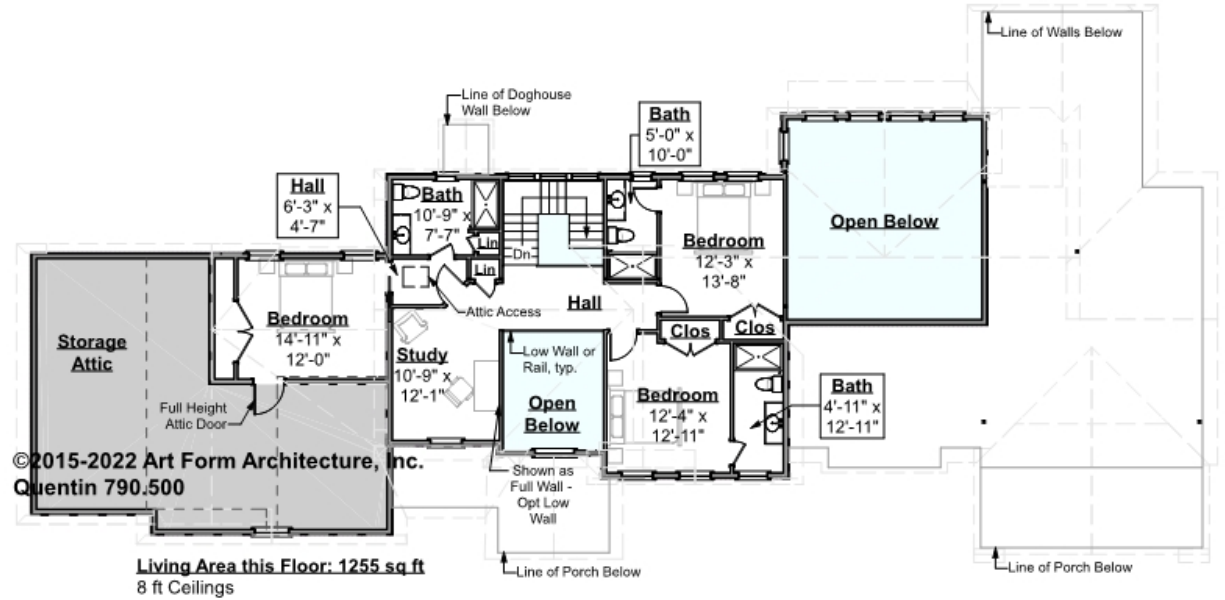 Line of Walls Below
Line of Doghouse
Wall Below
Bath
5'-0" x
10'-0"
Hall
6'-3" x
4'-7"
Bath
10'-9" x
7'-7"
Lin
Dn
Lin
Bedroom
12'-3" x
13'-8"
Open Below
Hall
Attic Access
Bedroom
14'-11" x
12'-0"
Storage
Attic
Study
10'-9" x
12'-1"
Low Wall or
Rail, typ.
Clos
Clos
Open
Below
Bedroom
12'-4" x
12'-11"
Bath
4'-11" x
12'-11"
Full Height
Attic Door
©2015-2022 Art Form Architecture, Inc.
Quentin 790.500
Shown as
Full Wall -
Opt Low
Wall
Living Area this Floor: 1255 sq ft
8 ft Ceilings
Line of Porch Below
Line of Porch Below